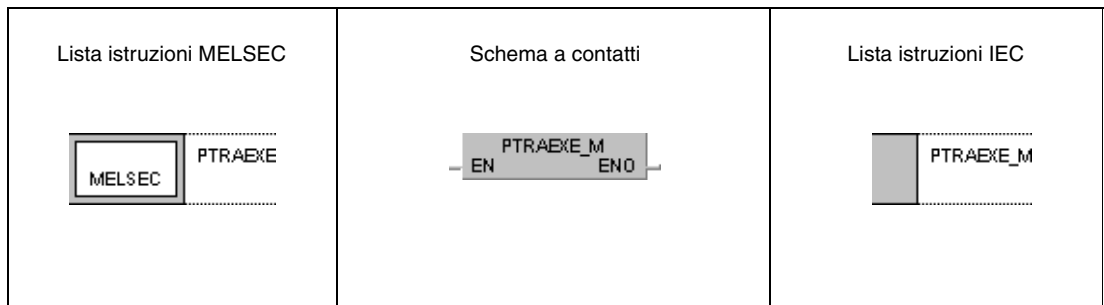 Lista istruzioni MELSEC
MELSEC
PTRAEXE
Schema a contatti
PTRAEXE_M
EN ENO
Lista istruzioni IEC
PTRAEXE_M